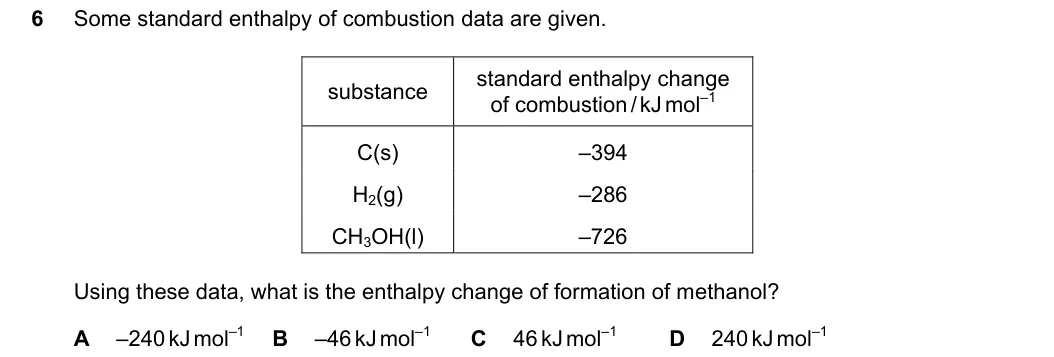 6 Some standard enthalpy of combustion data are given.
substance standard enthalpy change of combustion / kJ mol⁻¹
C(s) –394
H₂(g) –286
CH₃OH(l) –726
Using these data, what is the enthalpy change of formation of methanol?
A –240 kJ mol⁻¹ B –46 kJ mol⁻¹ C 46 kJ mol⁻¹ D 240 kJ mol⁻¹